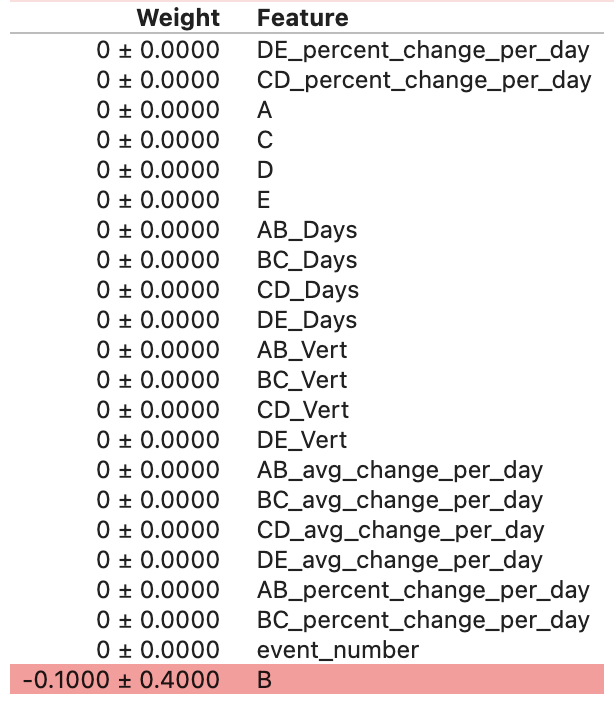 Weight Feature
0 ± 0.0000 DE_percent_change_per_day
0 ± 0.0000 CD_percent_change_per_day
0 ± 0.0000 A
0 ± 0.0000 C
0 ± 0.0000 D
0 ± 0.0000 E
0 ± 0.0000 AB_Days
0 ± 0.0000 BC_Days
0 ± 0.0000 CD_Days
0 ± 0.0000 DE_Days
0 ± 0.0000 AB_Vert
0 ± 0.0000 BC_Vert
0 ± 0.0000 CD_Vert
0 ± 0.0000 DE_Vert
0 ± 0.0000 AB_avg_change_per_day
0 ± 0.0000 BC_avg_change_per_day
0 ± 0.0000 CD_avg_change_per_day
0 ± 0.0000 DE_avg_change_per_day
0 ± 0.0000 AB_percent_change_per_day
0 ± 0.0000 BC_percent_change_per_day
0 ± 0.0000 event_number
-0.1000 ± 0.4000 B